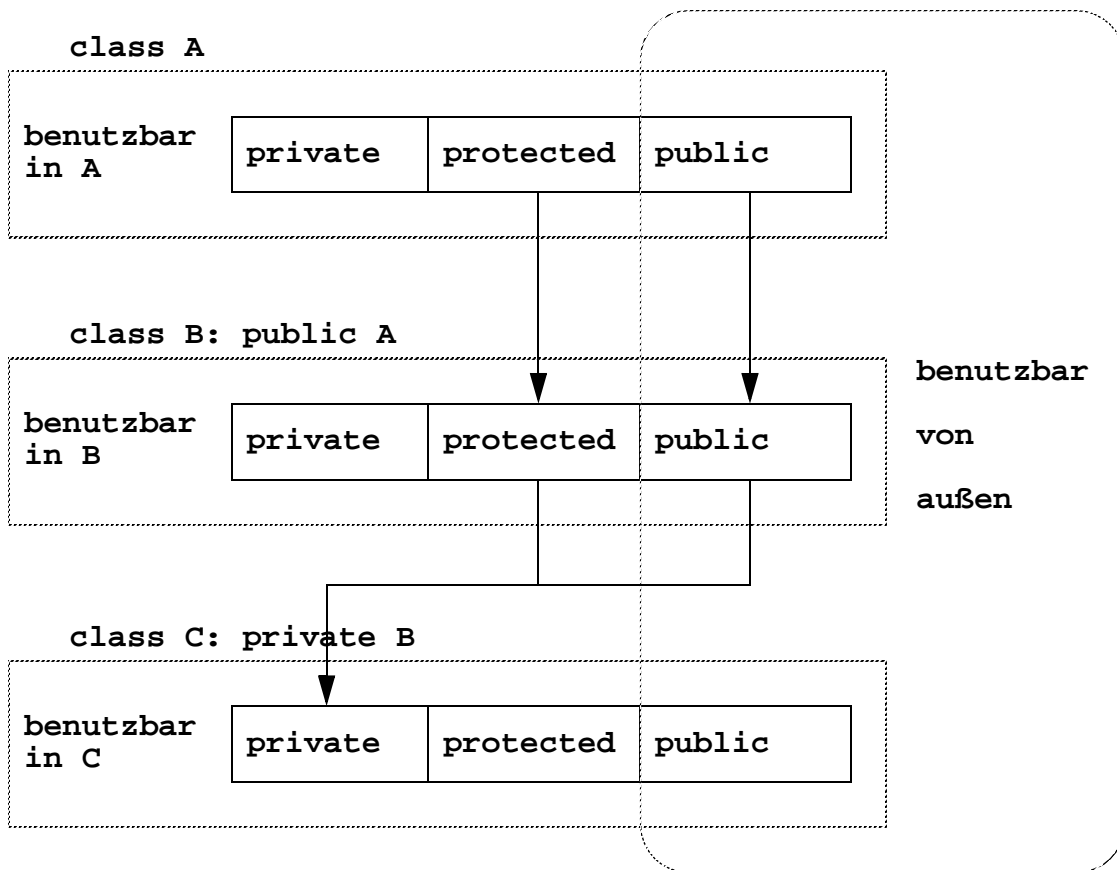 class A
benutzbar
in A
private
protected
public
class B: public A
benutzbar
in B
private
protected
public
benutzbar
von
außen
class C: private B
benutzbar
in C
private
protected
public